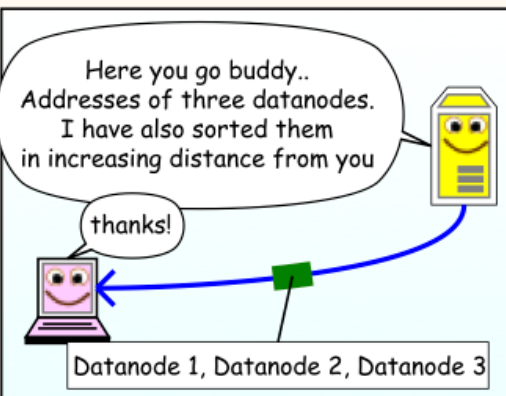 Here you go buddy..
Addresses of three datanodes.
I have also sorted them
in increasing distance from you
thanks!
Datanode 1, Datanode 2, Datanode 3